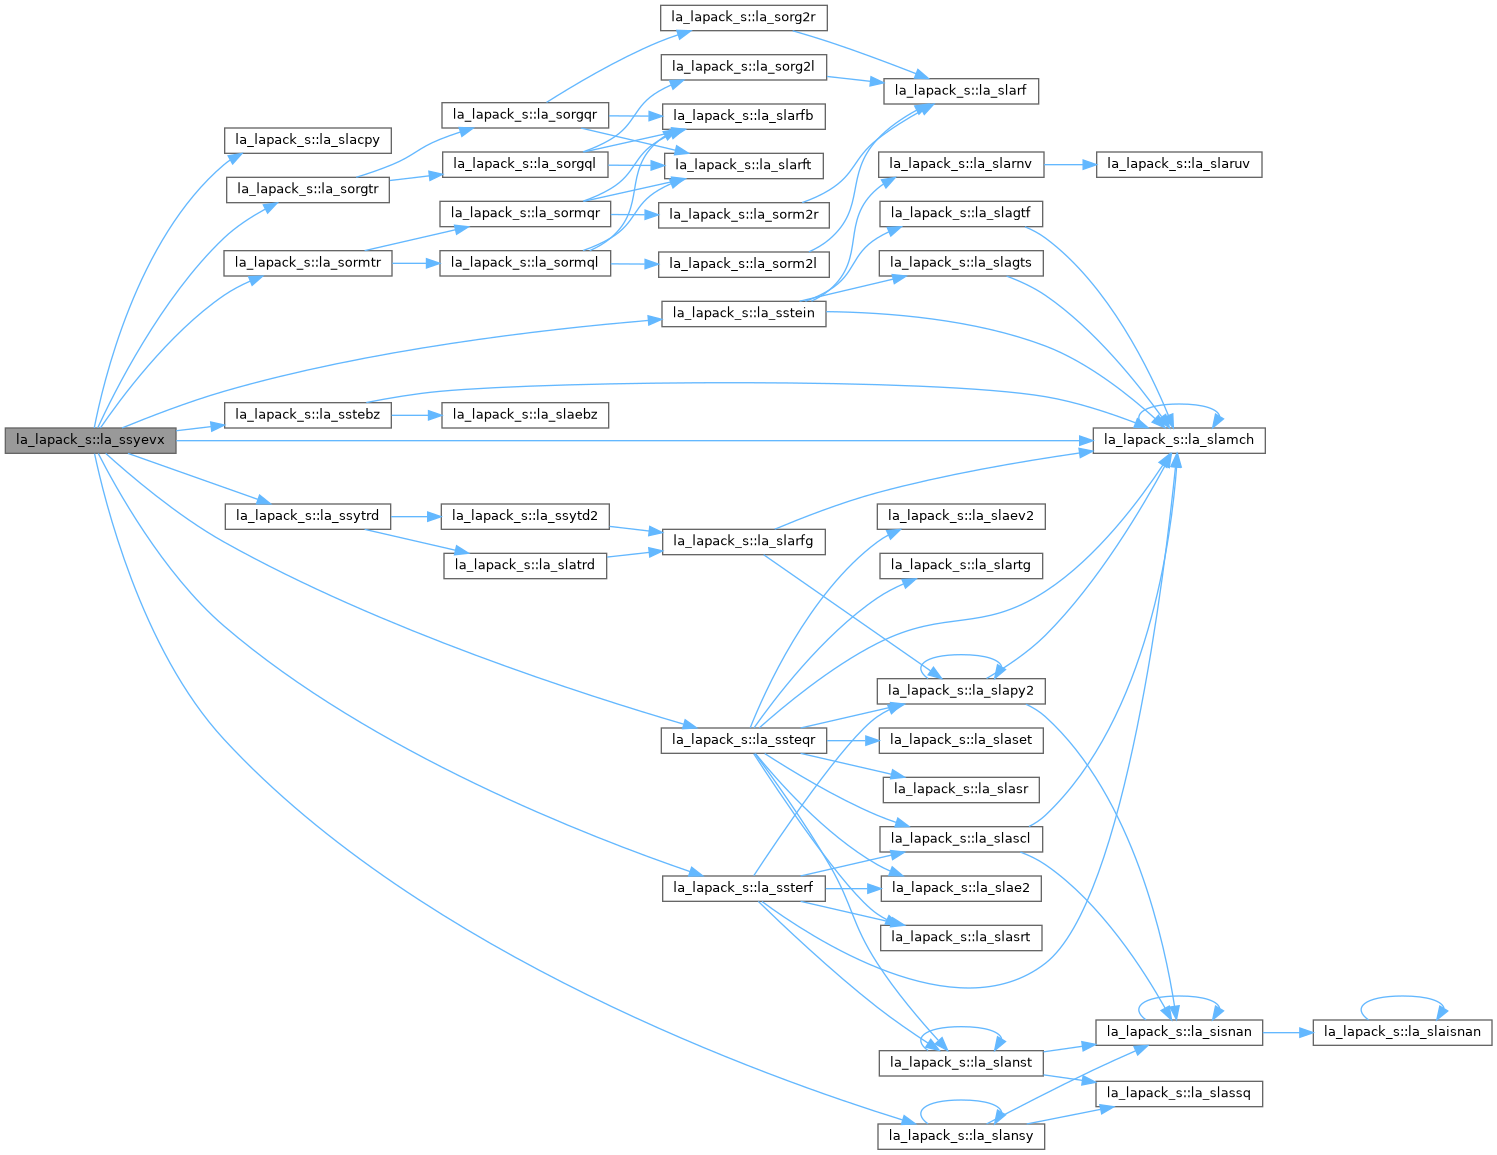 la_lapack_s::la_sorg2r
la_lapack_s::la_sorg2l
la_lapack_s::la_slarf
la_lapack_s::la_sorgqr
la_lapack_s::la_slarfb
la_lapack_s::la_slacpy
la_lapack_s::la_sorgql
la_lapack_s::la_slarft
la_lapack_s::la_slarnv
la_lapack_s::la_slaruv
la_lapack_s::la_sorgtr
la_lapack_s::la_sormqr
la_lapack_s::la_sorm2r
la_lapack_s::la_slagtf
la_lapack_s::la_sormtr
la_lapack_s::la_sormql
la_lapack_s::la_sorm2l
la_lapack_s::la_slagts
la_lapack_s::la_sstein
la_lapack_s::la_sstebz
la_lapack_s::la_slaebz
la_lapack_s::la_ssyevx
la_lapack_s::la_slamch
la_lapack_s::la_ssytrd
la_lapack_s::la_ssytd2
la_lapack_s::la_slaev2
la_lapack_s::la_slarfg
la_lapack_s::la_slatrd
la_lapack_s::la_slartg
la_lapack_s::la_slapy2
la_lapack_s::la_ssteqr
la_lapack_s::la_slaset
la_lapack_s::la_slasr
la_lapack_s::la_slascl
la_lapack_s::la_ssterf
la_lapack_s::la_slae2
la_lapack_s::la_slasrt
la_lapack_s::la_sisnan
la_lapack_s::la_slaisnan
la_lapack_s::la_slanst
la_lapack_s::la_slassq
la_lapack_s::la_slansy